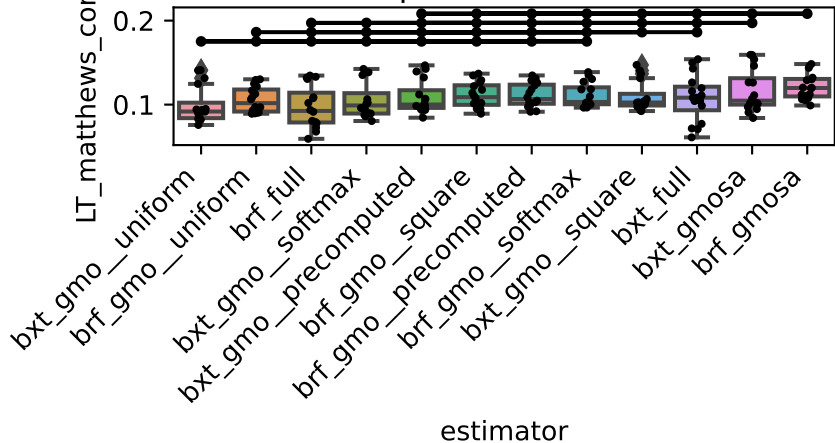 LT_matthews_cor
0.2
0.1
bxt_gmo__uniform
brf_gmo__uniform
brf_full
bxt_gmo__softmax
bxt_gmo__precomputed
brf_gmo__square
brf_gmo__precomputed
brf_gmo__softmax
bxt_gmo__square
bxt_full
bxt_gmosa
brf_gmosa
estimator